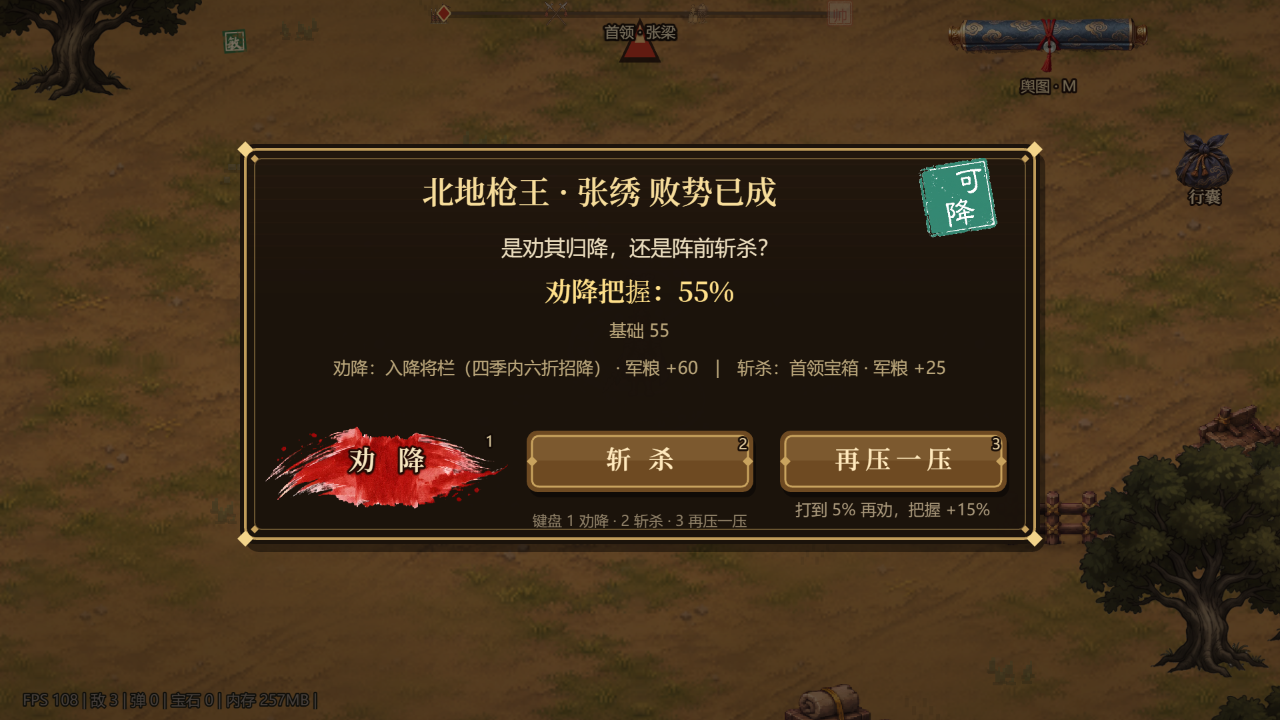 首领·张梁
敌
帅
舆图·M
行囊
北地枪王·张绣 败势已成
可降
是劝其归降，还是阵前斩杀？
劝降把握：55%
基础 55
劝降：入降将栏（四季内六折招降）·军粮 +60 ｜ 斩杀：首领宝箱·军粮 +25
劝 降
1
斩 杀
2
再压一压
3
打到 5% 再劝，把握 +15%
键盘 1 劝降·2 斩杀·3 再压一压
FPS 108 | 敌 3 | 弹 0 | 宝石 0 | 内存 257MB |